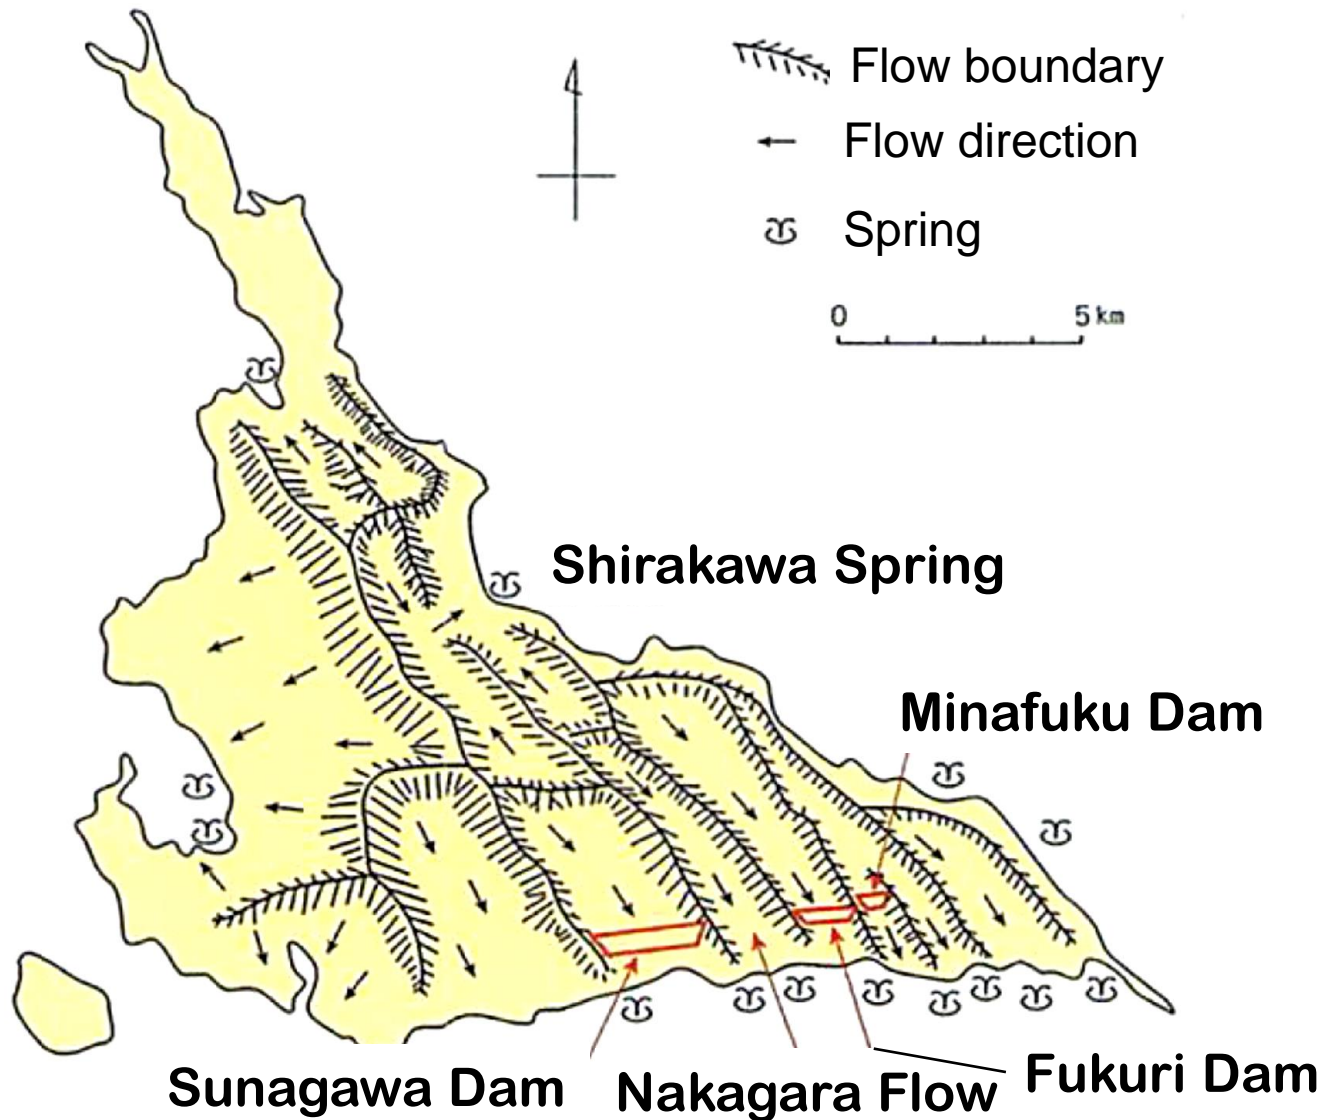 Flow boundary
Flow direction
Spring
0 5 km
Shirakawa Spring
Minafuku Dam
Sunagawa Dam
Nakagara Flow
Fukuri Dam